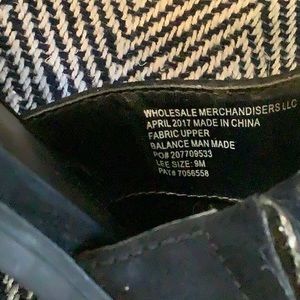 WHOLESALE MERCHANDISERS LLC
APRIL 2017 MADE IN CHINA
FABRIC UPPER
BALANCE MAN MADE
PO# 207709533
LEE SIZE: 9M
PAT# 7056558